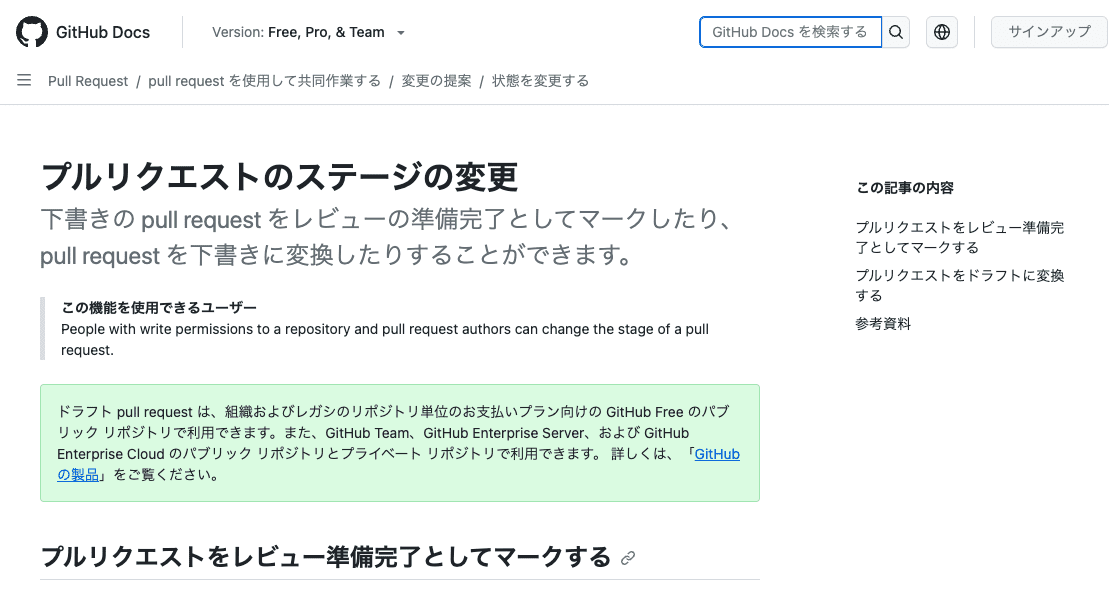 GitHub Docs
Version: Free, Pro, & Team
GitHub Docs を検索する
サインアップ
Pull Request / pull request を使用して共同作業する / 変更の提案 / 状態を変更する
プルリクエストのステージの変更
下書きの pull request をレビューの準備完了としてマークしたり、
pull request を下書きに変換したりすることができます。
この機能を使用できるユーザー
People with write permissions to a repository and pull request authors can change the stage of a pull
request.
ドラフト pull request は、組織およびレガシのリポジトリ単位のお支払いプラン向けの GitHub Free のパブ
リック リポジトリで利用できます。また、GitHub Team、GitHub Enterprise Server、および GitHub
Enterprise Cloud のパブリック リポジトリとプライベート リポジトリで利用できます。 詳しくは、「GitHub
の製品」をご覧ください。
プルリクエストをレビュー準備完了としてマークする
この記事の内容
プルリクエストをレビュー準備完
了としてマークする
プルリクエストをドラフトに変換
する
参考資料